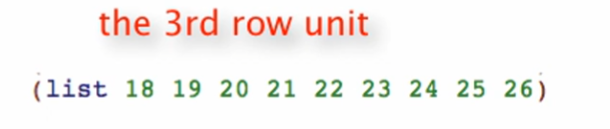 the 3rd row unit
(list 18 19 20 21 22 23 24 25 26)